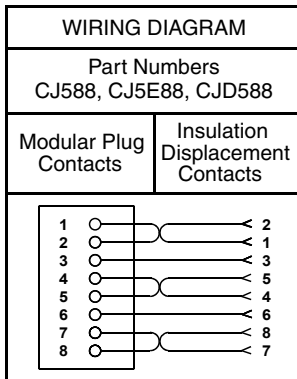 WIRING DIAGRAM
Part Numbers
CJ588, CJ5E88, CJD588
Modular Plug
Contacts
Insulation
Displacement
Contacts
1 2
2 1
3 3
4 5
5 4
6 6
7 8
8 7